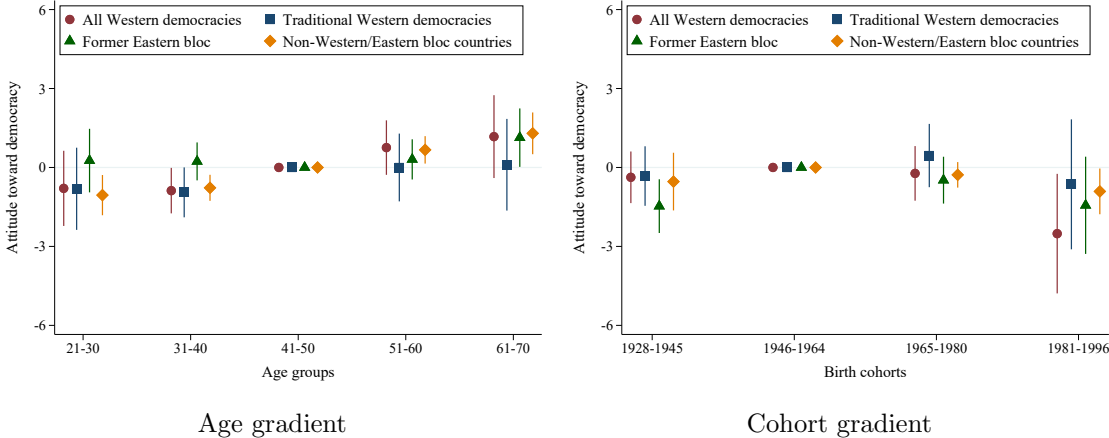 All Western democracies
Traditional Western democracies
Former Eastern bloc
Non-Western/Eastern bloc countries
Attitude toward democracy
6
3
0
-3
-6
21-30
31-40
41-50
51-60
61-70
Age groups
Age gradient
All Western democracies
Traditional Western democracies
Former Eastern bloc
Non-Western/Eastern bloc countries
Attitude toward democracy
6
3
0
-3
-6
1928-1945
1946-1964
1965-1980
1981-1996
Birth cohorts
Cohort gradient